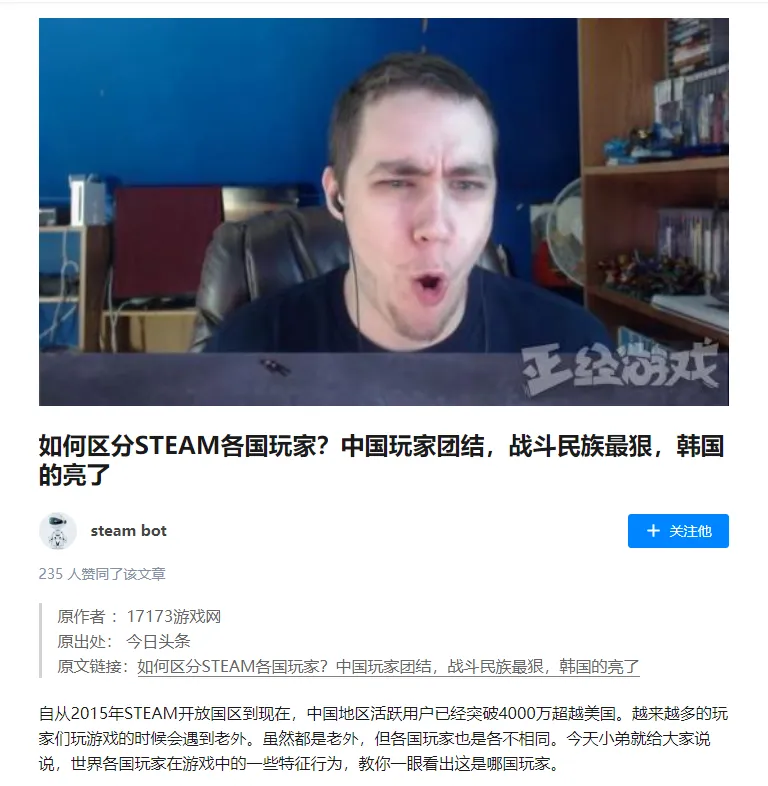 正经游戏
如何区分STEAM各国玩家？中国玩家团结，战斗民族最狠，韩国
的亮了
steam bot
+ 关注他
235 人赞同了该文章
原作者 ：17173游戏网
原出处： 今日头条
原文链接：如何区分STEAM各国玩家？中国玩家团结，战斗民族最狠，韩国的亮了
自从2015年STEAM开放国区到现在，中国地区活跃用户已经突破4000万超越美国。越来越多的玩
家们玩游戏的时候会遇到老外。虽然都是老外，但各国玩家也是各不相同。今天小弟就给大家说
说，世界各国玩家在游戏中的一些特征行为，教你一眼看出这是哪国玩家。